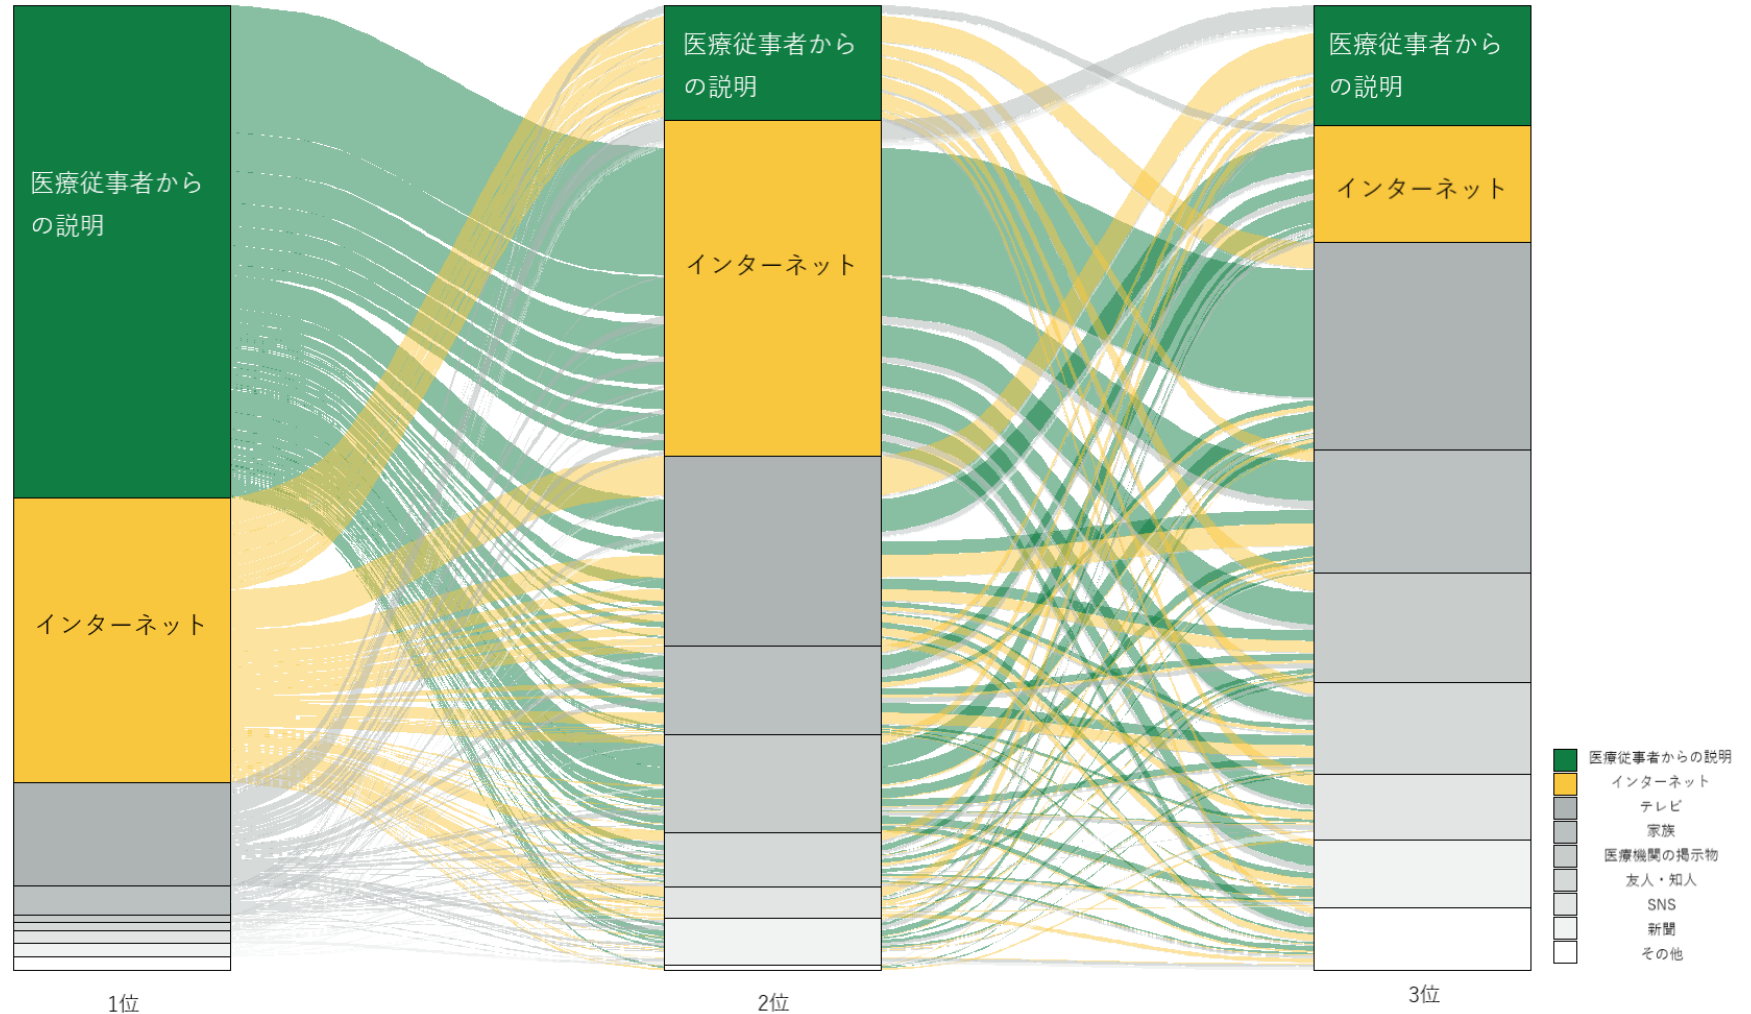 医療従事者から
の説明
インターネット
1位
医療従事者から
の説明
インターネット
2位
医療従事者から
の説明
インターネット
3位
医療従事者からの説明
インターネット
テレビ
家族
医療機関の掲示物
友人・知人
SNS
新聞
その他